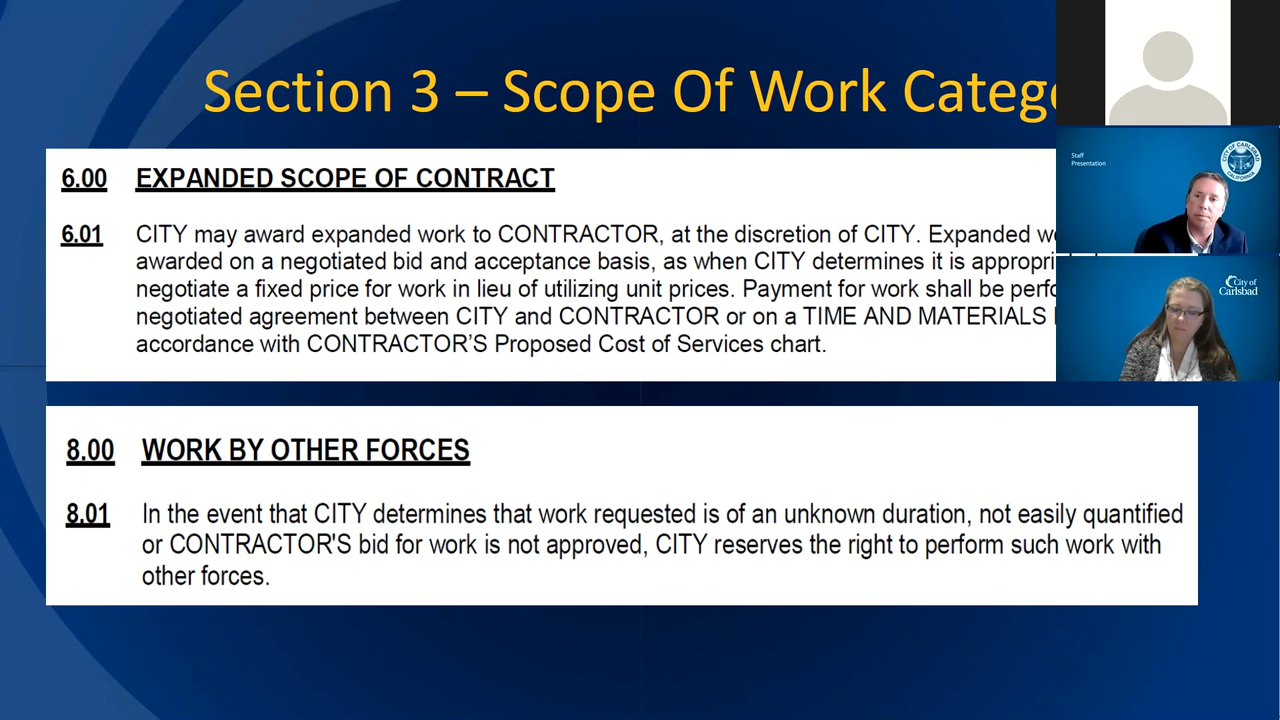 Section 3 – Scope Of Work
6.00 EXPANDED SCOPE OF CONTRACT
6.01 CITY may award expanded work to CONTRACTOR, at the discretion of CITY. Expanded
awarded on a negotiated bid and acceptance basis, as when CITY determines it is
negotiate a fixed price for work in lieu of utilizing unit prices. Payment for work shall be
negotiated agreement between CITY and CONTRACTOR or on a TIME AND MATERIALS
accordance with CONTRACTOR'S Proposed Cost of Services chart.
8.00 WORK BY OTHER FORCES
8.01 In the event that CITY determines that work requested is of an unknown duration, not easily quantified
or CONTRACTOR'S bid for work is not approved, CITY reserves the right to perform such work with
other forces.
Staff
Presentation
CITY OF CARLSBAD
CALIFORNIA
City of
Carlsbad